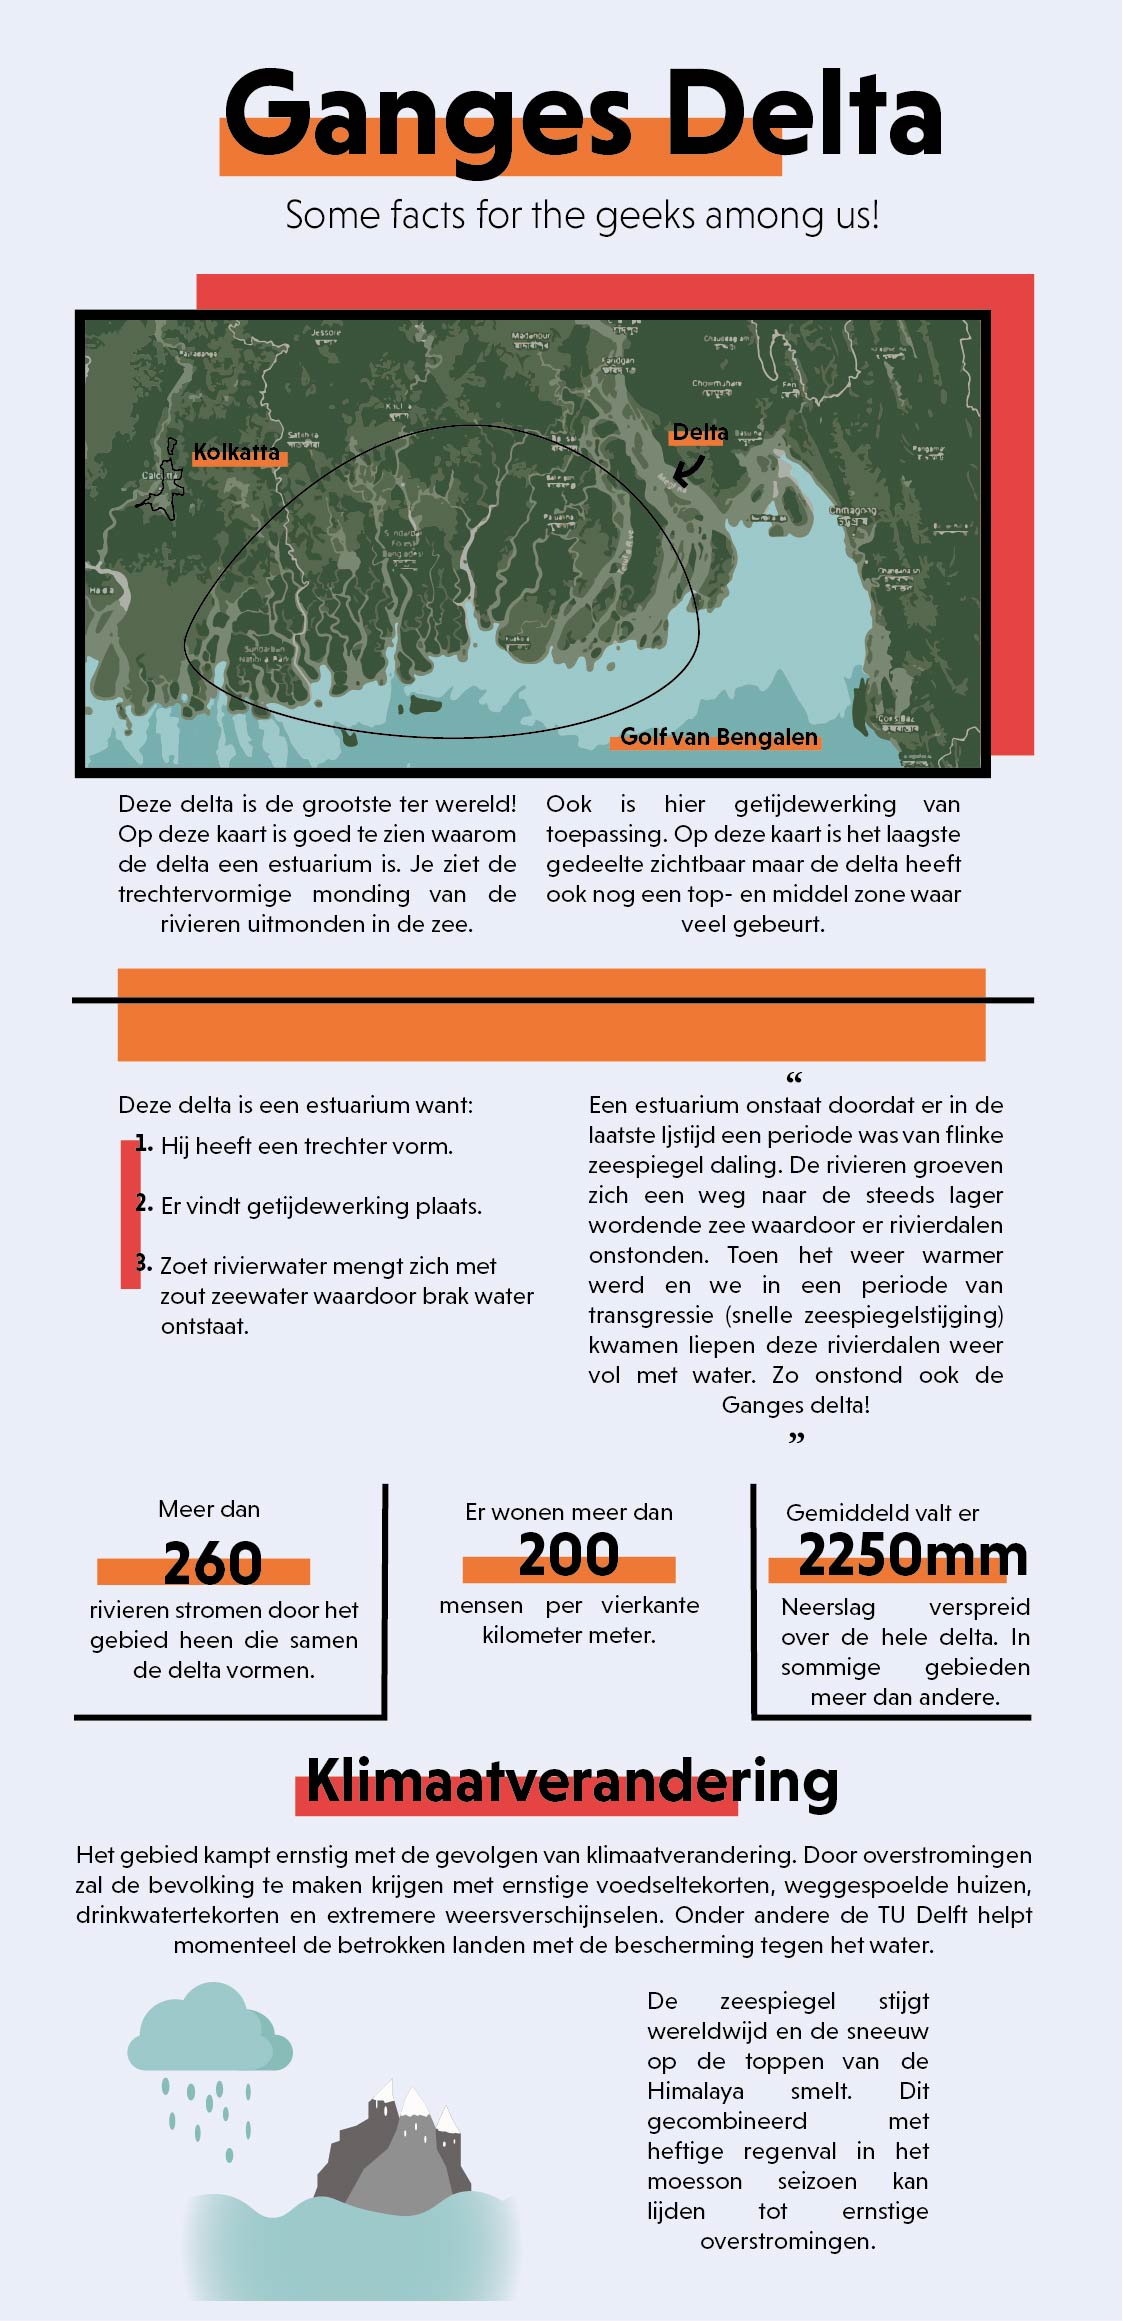 Ganges Delta
Some facts for the geeks among us!
Jessore
Kolkatta
Delta
Chittagong
Sundarban
National Park
Golf van Bengalen
Deze delta is de grootste ter wereld!
Op deze kaart is goed te zien waarom
de delta een estuarium is. Je ziet de
trechtervormige monding van de
rivieren uitmonden in de zee.
Ook is hier getijdewerking van
toepassing. Op deze kaart is het laagste
gedeelte zichtbaar maar de delta heeft
ook nog een top- en middel zone waar
veel gebeurt.
Deze delta is een estuarium want:
1. Hij heeft een trechter vorm.
2. Er vindt getijdewerking plaats.
3. Zoet rivierwater mengt zich met
zout zeewater waardoor brak water
ontstaat.
“
Een estuarium onstaat doordat er in de
laatste Ijstijd een periode was van flinke
zeespiegel daling. De rivieren groeven
zich een weg naar de steeds lager
wordende zee waardoor er rivierdalen
onstonden. Toen het weer warmer
werd en we in een periode van
transgressie (snelle zeespiegelstijging)
kwamen liepen deze rivierdalen weer
vol met water. Zo onstond ook de
Ganges delta!
”
Meer dan
260
rivieren stromen door het
gebied heen die samen
de delta vormen.
Er wonen meer dan
200
mensen per vierkante
kilometer meter.
Gemiddeld valt er
2250mm
Neerslag verspreid
over de hele delta. In
sommige gebieden
meer dan andere.
Klimaatverandering
Het gebied kampt ernstig met de gevolgen van klimaatverandering. Door overstromingen
zal de bevolking te maken krijgen met ernstige voedseltekorten, weggespoelde huizen,
drinkwatertekorten en extremere weersverschijnselen. Onder andere de TU Delft helpt
momenteel de betrokken landen met de bescherming tegen het water.
De zeespiegel stijgt
wereldwijd en de sneeuw
op de toppen van de
Himalaya smelt. Dit
gecombineerd met
heftige regenval in het
moesson seizoen kan
lijden tot ernstige
overstromingen.